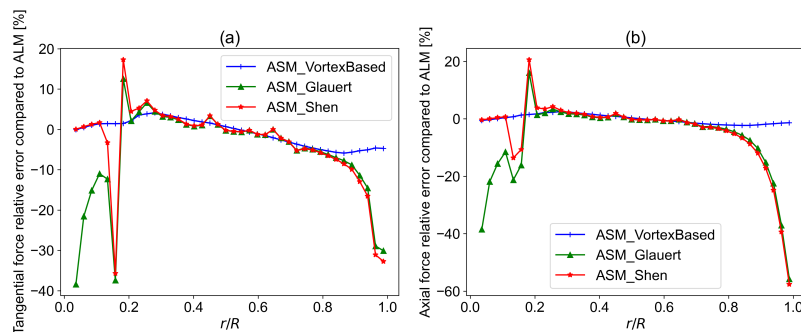 (a)
Tangential force relative error compared to ALM [%]
20
10
0
−10
−20
−30
−40
ASM_VortexBased
ASM_Glauert
ASM_Shen
0.0 0.2 0.4 0.6 0.8 1.0
r/R
(b)
Axial force relative error compared to ALM [%]
20
0
−20
−40
−60
ASM_VortexBased
ASM_Glauert
ASM_Shen
0.0 0.2 0.4 0.6 0.8 1.0
r/R